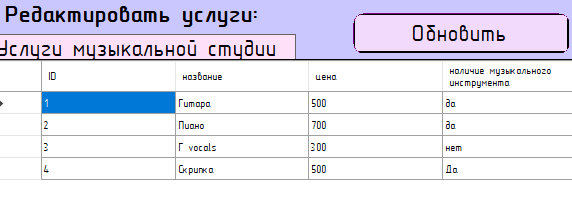 Редактировать услуги:
Обновить
Услуги музыкальной студии
ID название цена наличие музыкального инструмента
1 Гитара 500 да
2 Пиано 700 да
3 Г vocals 300 нет
4 Скрипка 500 Да